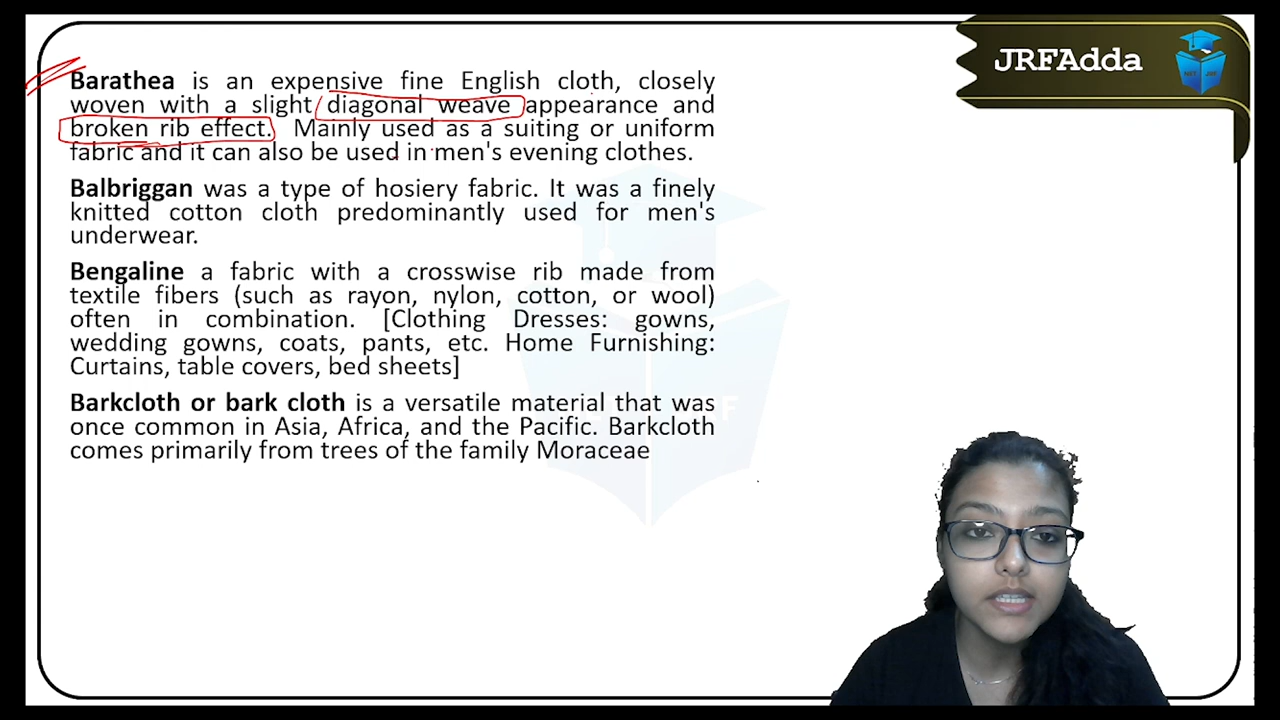 JRFAdda
Barathea is an expensive fine English cloth, closely
woven with a slight diagonal weave appearance and
broken rib effect. Mainly used as a suiting or uniform
fabric and it can also be used in men's evening clothes.
Balbriggan was a type of hosiery fabric. It was a finely
knitted cotton cloth predominantly used for men's
underwear.
Bengaline a fabric with a crosswise rib made from
textile fibers (such as rayon, nylon, cotton, or wool)
often in combination. [Clothing Dresses: gowns,
wedding gowns, coats, pants, etc. Home Furnishing:
Curtains, table covers, bed sheets]
Barkcloth or bark cloth is a versatile material that was
once common in Asia, Africa, and the Pacific. Barkcloth
comes primarily from trees of the family Moraceae